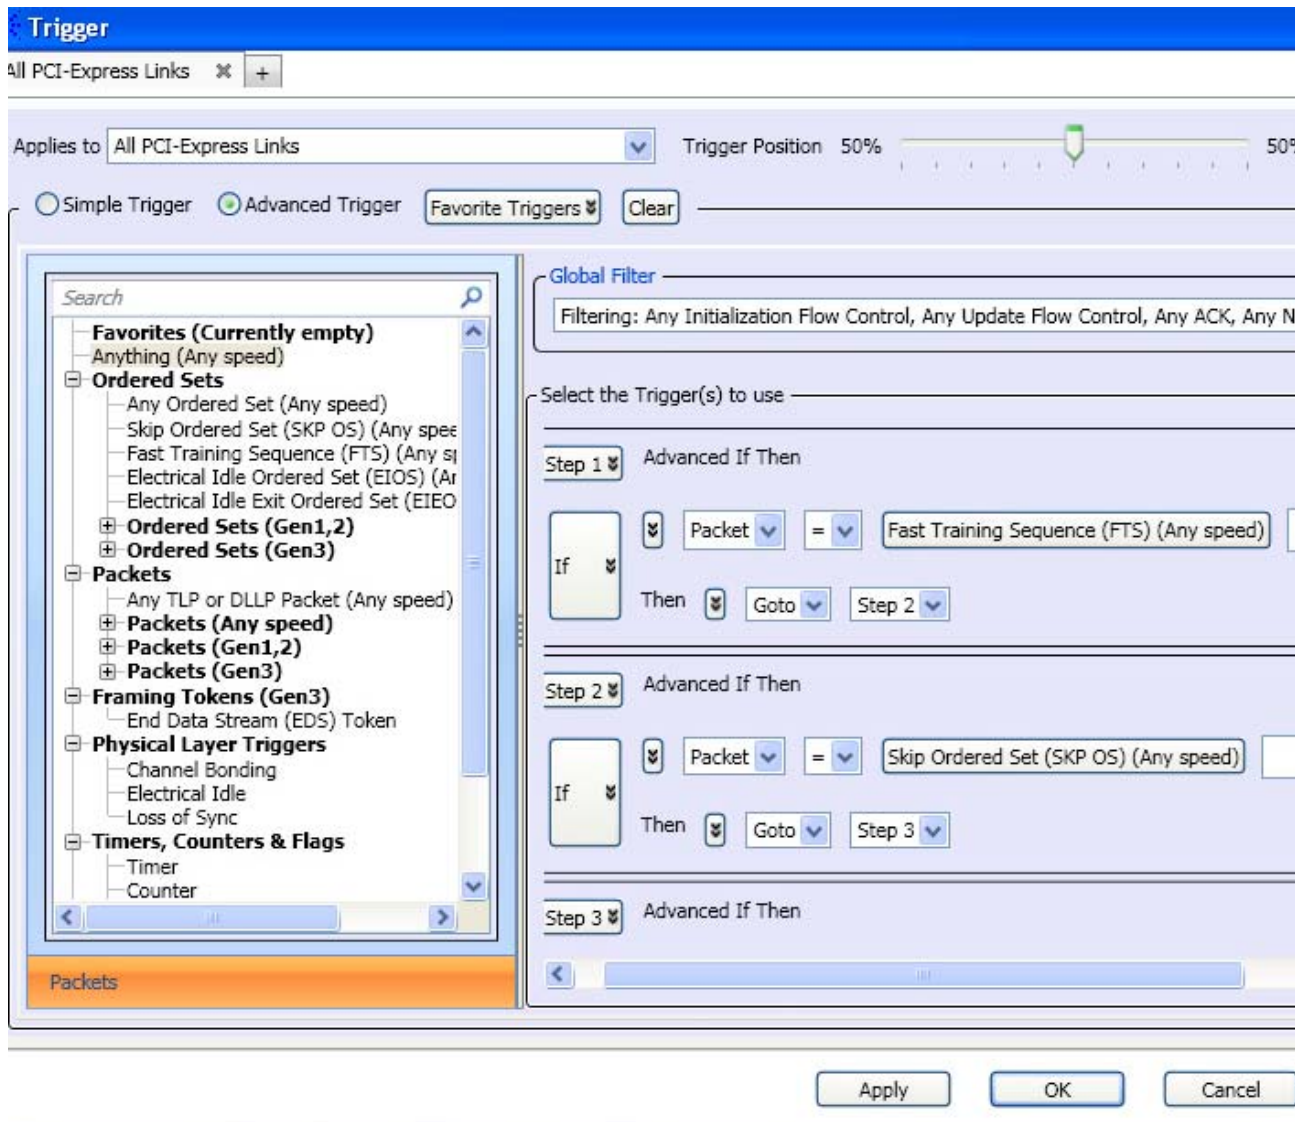 Trigger
All PCI-Express Links
+
Applies to All PCI-Express Links Trigger Position 50% 50%
Simple Trigger Advanced Trigger Favorite Triggers Clear
Search
Favorites (Currently empty)
Anything (Any speed)
Ordered Sets
Any Ordered Set (Any speed)
Skip Ordered Set (SKP OS) (Any spee
Fast Training Sequence (FTS) (Any sp
Electrical Idle Ordered Set (EIOS) (Ar
Electrical Idle Exit Ordered Set (EIEO
Ordered Sets (Gen1,2)
Ordered Sets (Gen3)
Packets
Any TLP or DLLP Packet (Any speed)
Packets (Any speed)
Packets (Gen1,2)
Packets (Gen3)
Framing Tokens (Gen3)
End Data Stream (EDS) Token
Physical Layer Triggers
Channel Bonding
Electrical Idle
Loss of Sync
Timers, Counters & Flags
Timer
Counter
Packets
Global Filter
Filtering: Any Initialization Flow Control, Any Update Flow Control, Any ACK, Any N
Select the Trigger(s) to use
Step 1 Advanced If Then
If Packet = Fast Training Sequence (FTS) (Any speed)
Then Goto Step 2
Step 2 Advanced If Then
If Packet = Skip Ordered Set (SKP OS) (Any speed)
Then Goto Step 3
Step 3 Advanced If Then
Apply OK Cancel